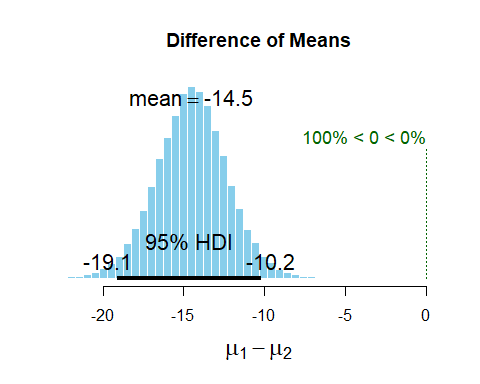 Difference of Means
mean = -14.5
100% < 0 < 0%
95% HDI
-19.1 -10.2
-20 -15 -10 -5 0
μ₁ − μ₂